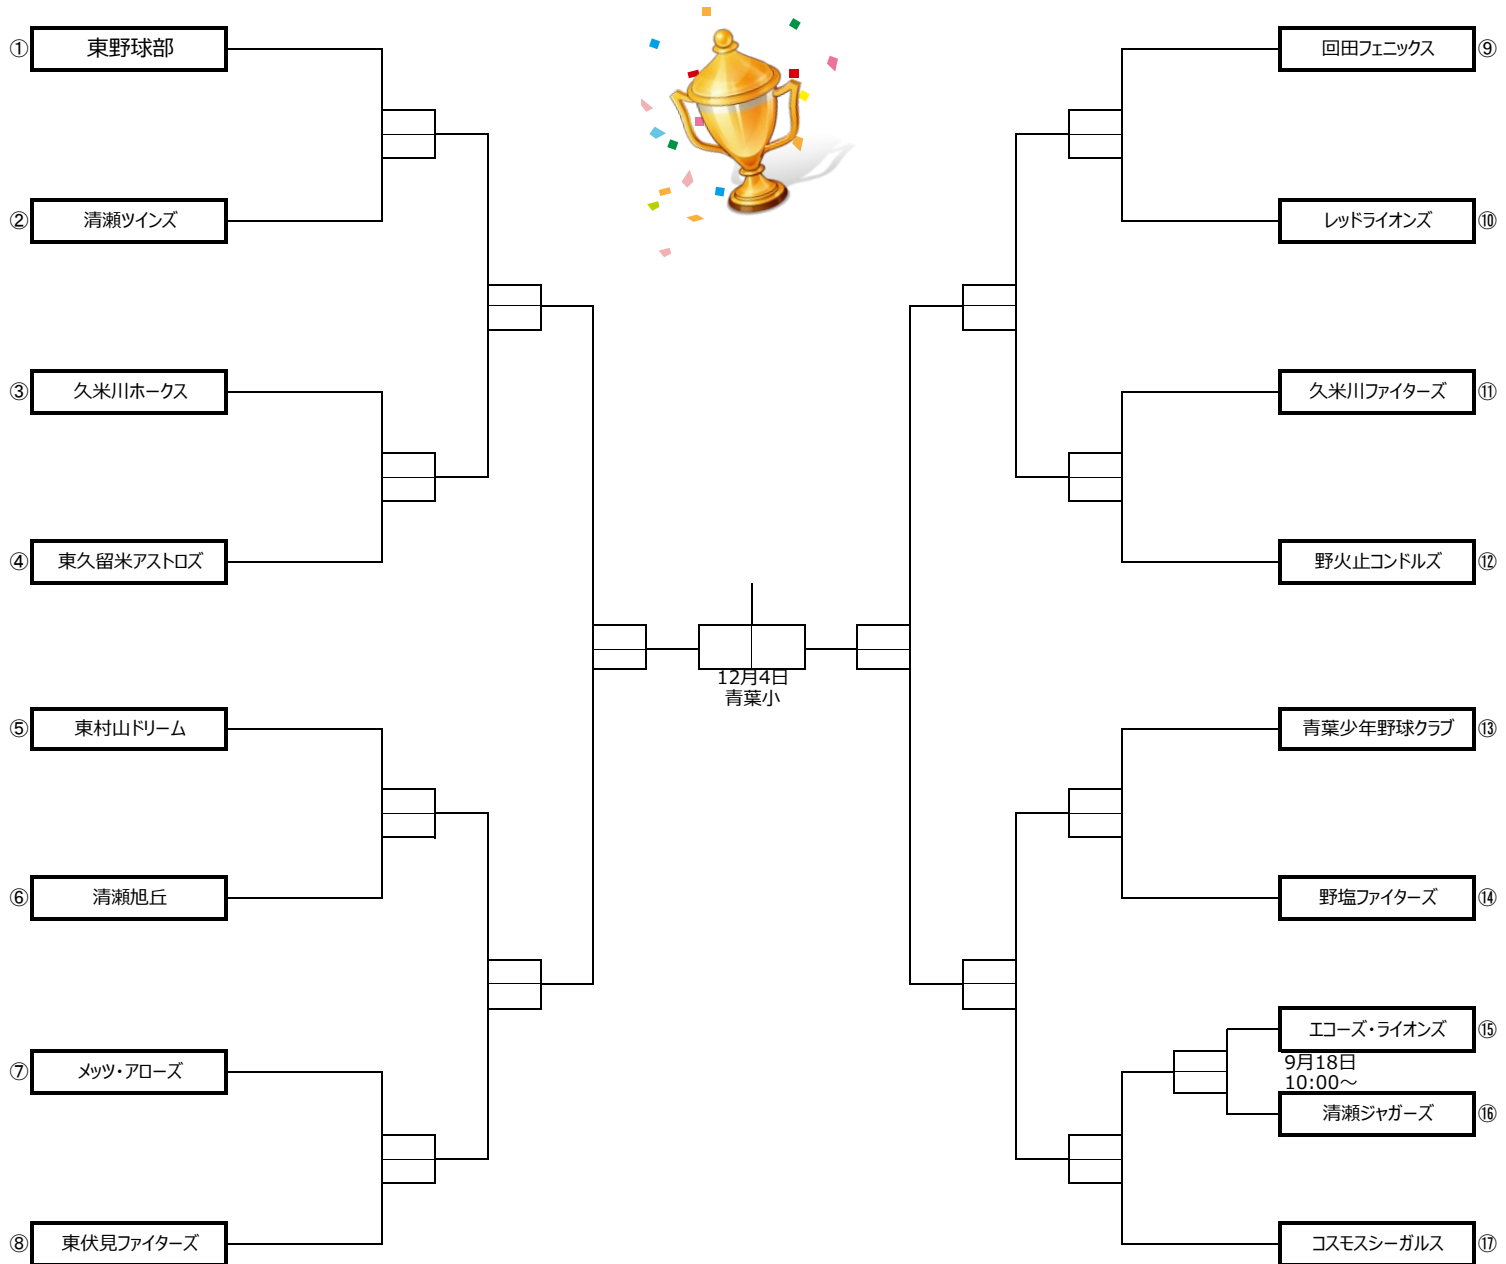 ① 東野球部
② 清瀬ツインズ
③ 久米川ホークス
④ 東久留米アストロズ
⑤ 東村山ドリーム
⑥ 清瀬旭丘
⑦ メッツ・アローズ
⑧ 東伏見ファイターズ
12月4日
青葉小
回田フェニックス ⑨
レッドライオンズ ⑩
久米川ファイターズ ⑪
野火止コンドルズ ⑫
青葉少年野球クラブ ⑬
野塩ファイターズ ⑭
エコーズ・ライオンズ ⑮
9月18日
10:00～
清瀬ジャガーズ ⑯
コスモスシーガルス ⑰